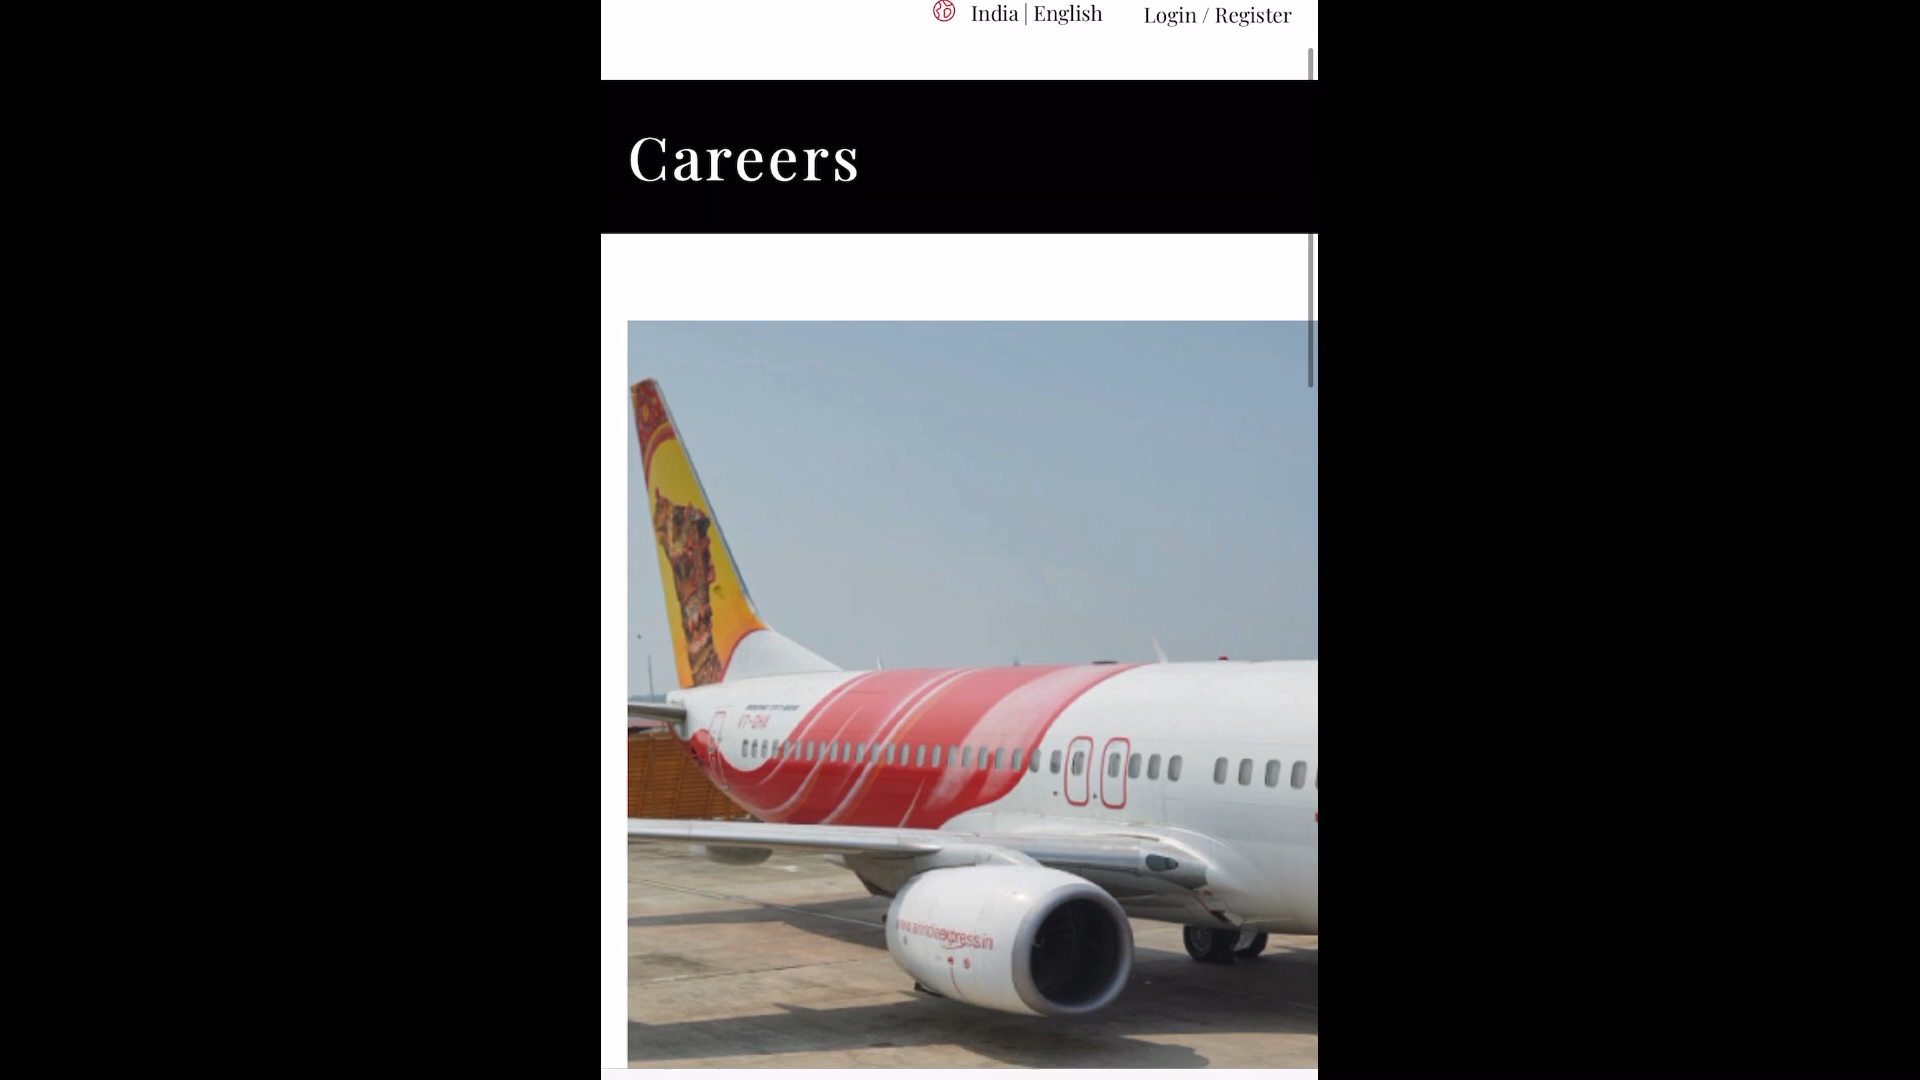 India | English
Login / Register
Careers
www.airindiaexpress.in